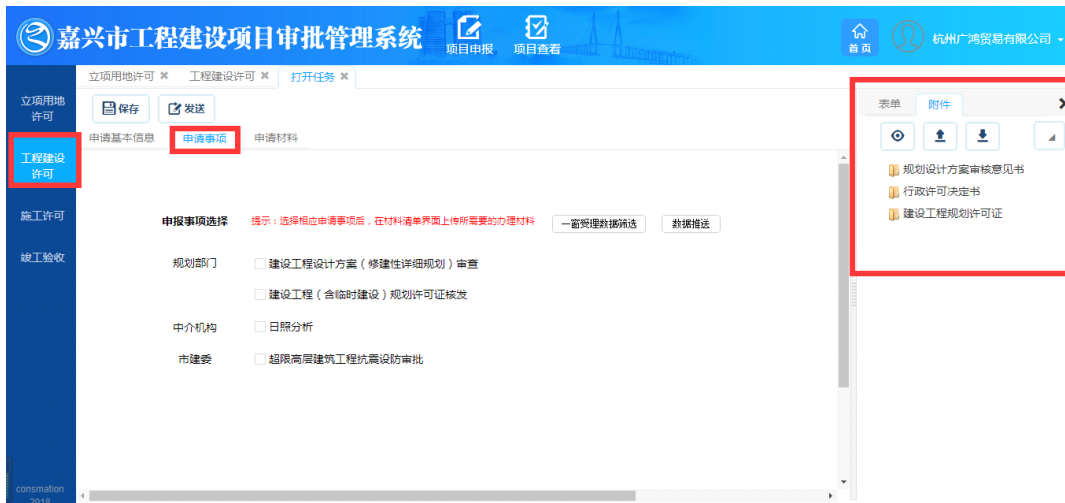 嘉兴市工程建设项目审批管理系统
项目申报 项目查看
首页 杭州广鸿贸易有限公司
立项用地许可 工程建设许可 打开任务
立项用地
许可
工程建设
许可
施工许可
竣工验收
保存 发送
申请基本信息 申请事项 申请材料
申报事项选择 提示：选择相应申请事项后，在材料清单界面上传所需要的办理材料 一窗受理数据筛选 数据推送
规划部门 建设工程设计方案（修建性详细规划）审查
建设工程（含临时建设）规划许可证核发
中介机构 日照分析
市建委 超限高层建筑工程抗震设防审批
表单 附件
规划设计方案审核意见书
行政许可决定书
建设工程规划许可证
consmation
2018